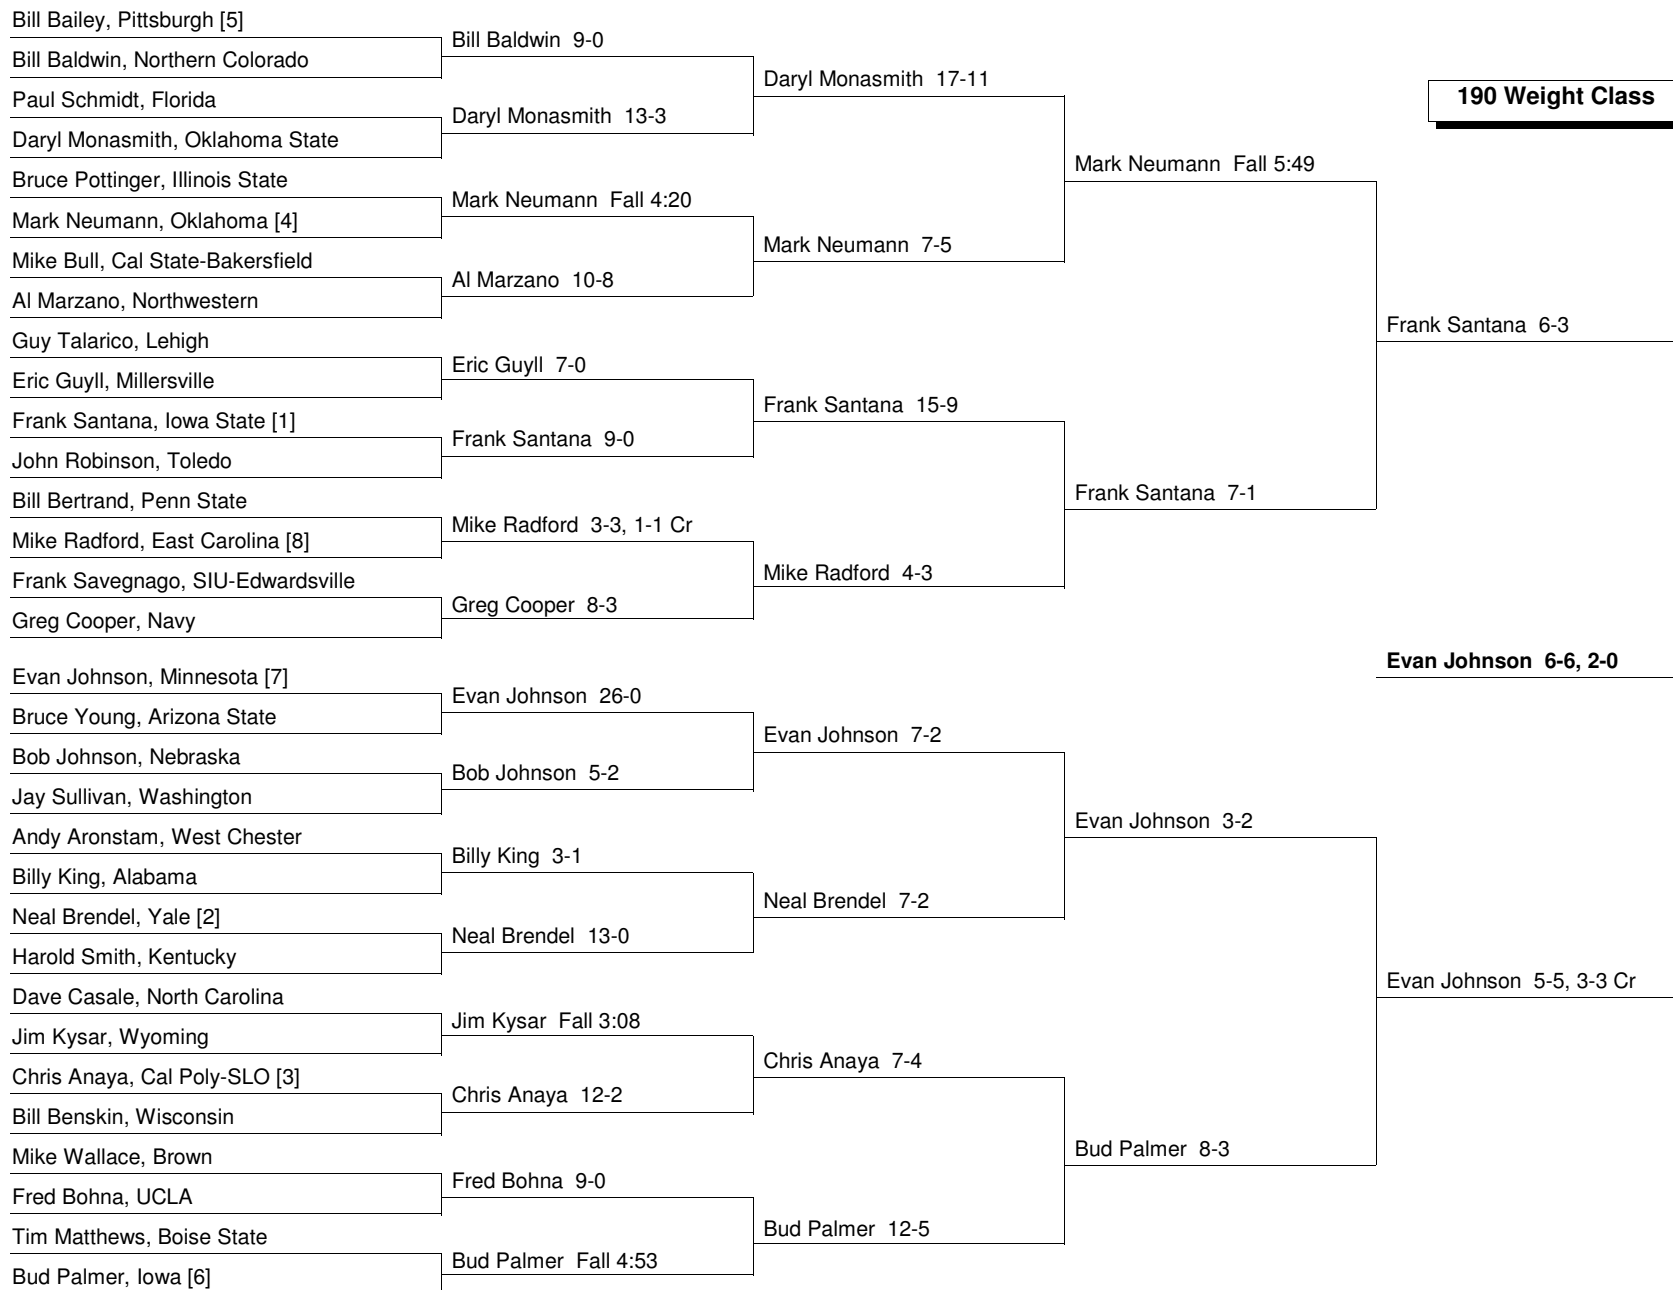 Bill Bailey, Pittsburgh [5]
Bill Baldwin, Northern Colorado
Paul Schmidt, Florida
Daryl Monasmith, Oklahoma State
Bruce Pottinger, Illinois State
Mark Neumann, Oklahoma [4]
Mike Bull, Cal State-Bakersfield
Al Marzano, Northwestern
Guy Talarico, Lehigh
Eric Guyll, Millersville
Frank Santana, Iowa State [1]
John Robinson, Toledo
Bill Bertrand, Penn State
Mike Radford, East Carolina [8]
Frank Savegnago, SIU-Edwardsville
Greg Cooper, Navy
Evan Johnson, Minnesota [7]
Bruce Young, Arizona State
Bob Johnson, Nebraska
Jay Sullivan, Washington
Andy Aronstam, West Chester
Billy King, Alabama
Neal Brendel, Yale [2]
Harold Smith, Kentucky
Dave Casale, North Carolina
Jim Kysar, Wyoming
Chris Anaya, Cal Poly-SLO [3]
Bill Benskin, Wisconsin
Mike Wallace, Brown
Fred Bohna, UCLA
Tim Matthews, Boise State
Bud Palmer, Iowa [6]
Bill Baldwin 9-0
Daryl Monasmith 13-3
Mark Neumann Fall 4:20
Al Marzano 10-8
Eric Guyll 7-0
Frank Santana 9-0
Mike Radford 3-3, 1-1 Cr
Greg Cooper 8-3
Evan Johnson 26-0
Bob Johnson 5-2
Billy King 3-1
Neal Brendel 13-0
Jim Kysar Fall 3:08
Chris Anaya 12-2
Fred Bohna 9-0
Bud Palmer Fall 4:53
Daryl Monasmith 17-11
Mark Neumann 7-5
Frank Santana 15-9
Mike Radford 4-3
Evan Johnson 7-2
Neal Brendel 7-2
Chris Anaya 7-4
Bud Palmer 12-5
Mark Neumann Fall 5:49
Frank Santana 7-1
Evan Johnson 3-2
Bud Palmer 8-3
190 Weight Class
Frank Santana 6-3
Evan Johnson 6-6, 2-0
Evan Johnson 5-5, 3-3 Cr